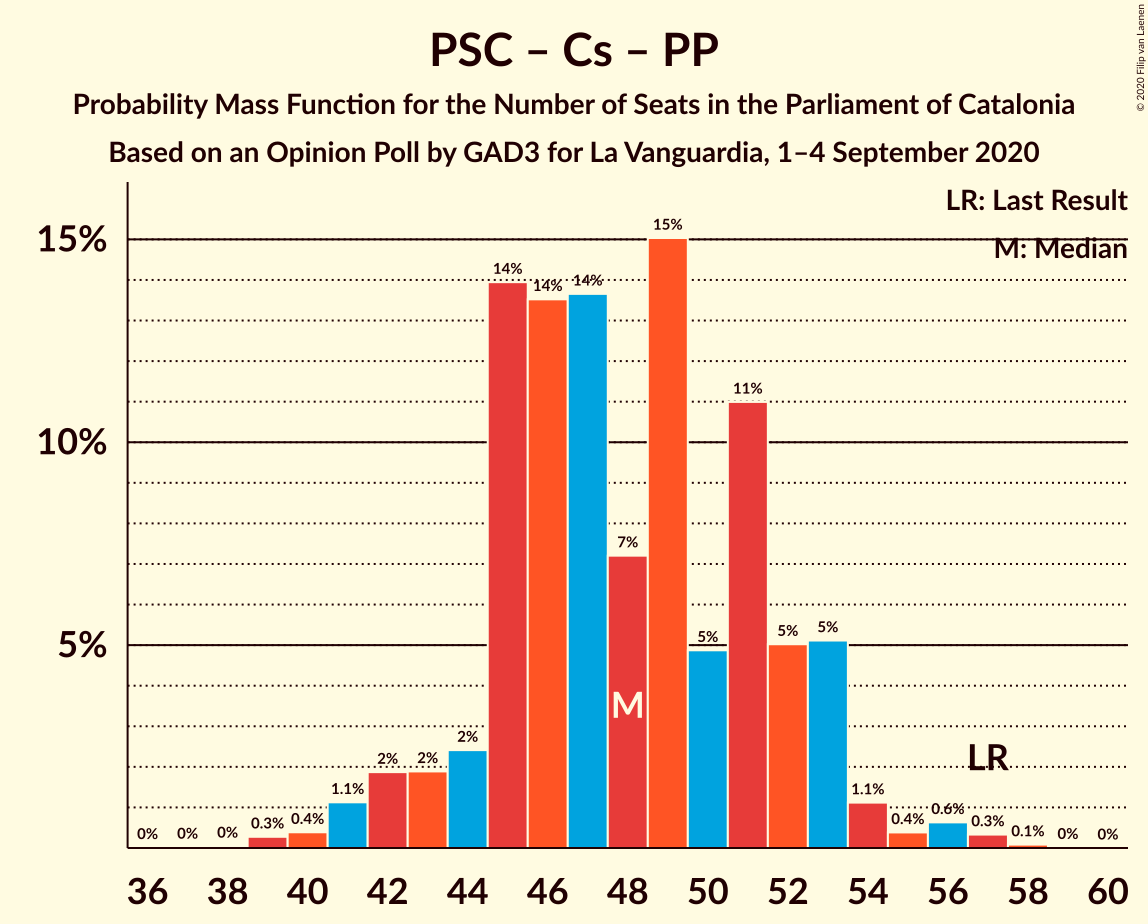 PSC – Cs – PP
Probability Mass Function for the Number of Seats in the Parliament of Catalonia
Based on an Opinion Poll by GAD3 for La Vanguardia, 1–4 September 2020
© 2020 Filip van Laenen
LR: Last Result
M: Median
15%
10%
5%
0% 0% 0% 0.3% 0.4% 1.1% 2% 2% 2% 14% 14% 14% 7% 15% 5% 11% 5% 5% 1.1% 0.4% 0.6% 0.3% 0.1% 0% 0%
M
LR
36 38 40 42 44 46 48 50 52 54 56 58 60